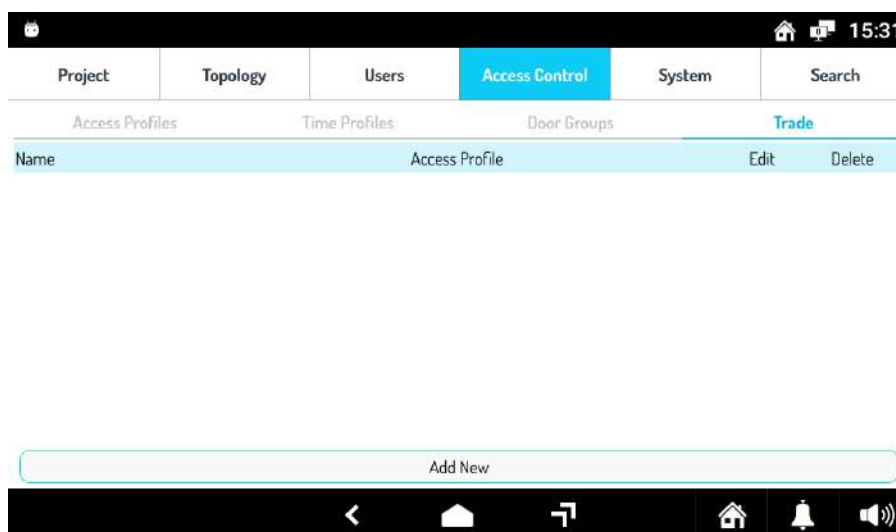 15:31
Project Topology Users Access Control System Search
Access Profiles Time Profiles Door Groups Trade
Name Access Profile Edit Delete
Add New